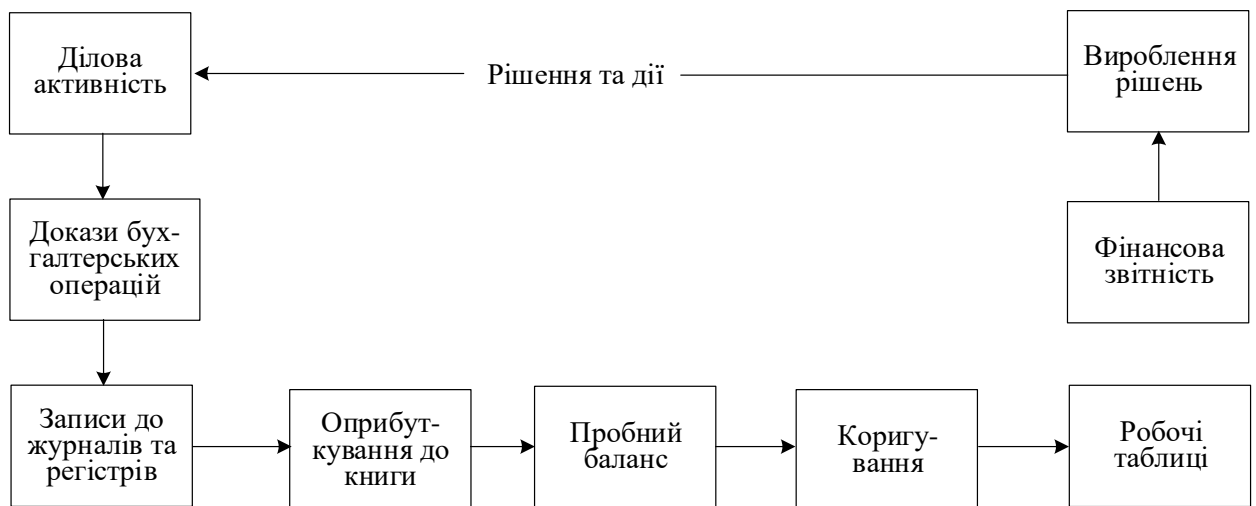 Ділова
активність
Рішення та дії
Вироблення
рішень
Докази бух-
галтерських
операцій
Фінансова
звітність
Записи до
журналів та
регістрів
Оприбут-
кування до
книги
Пробний
баланс
Коригу-
вання
Робочі
таблиці